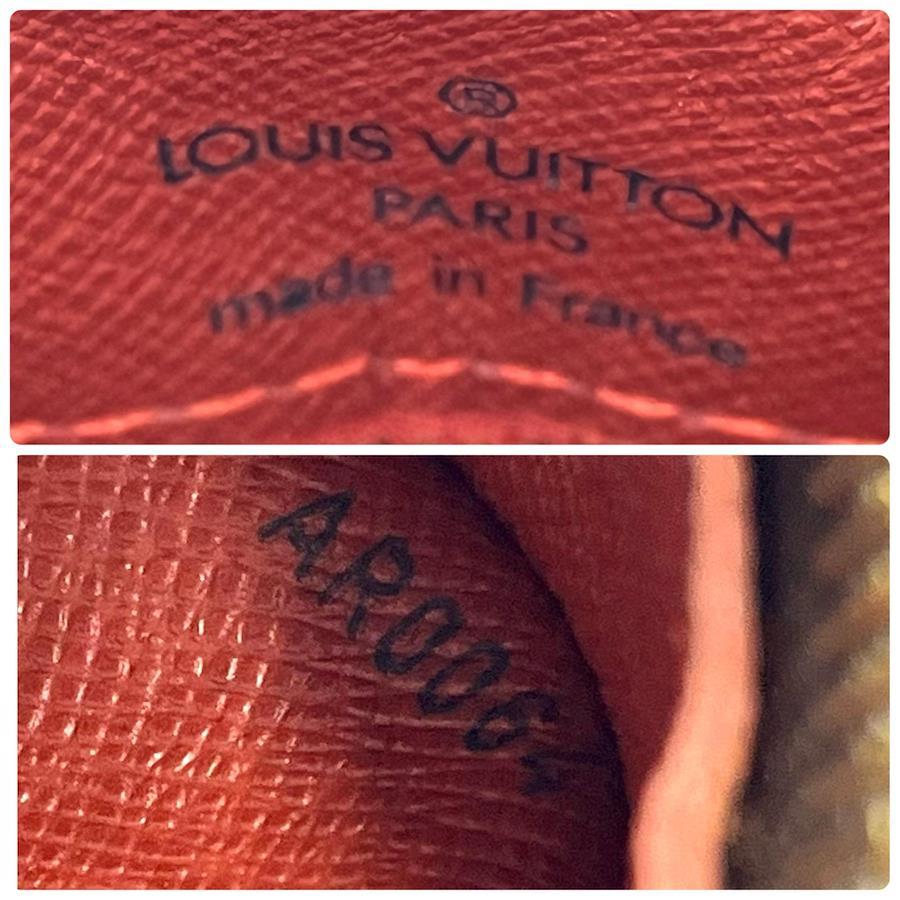 ®
LOUIS VUITTON
PARIS
made in France
AR0064